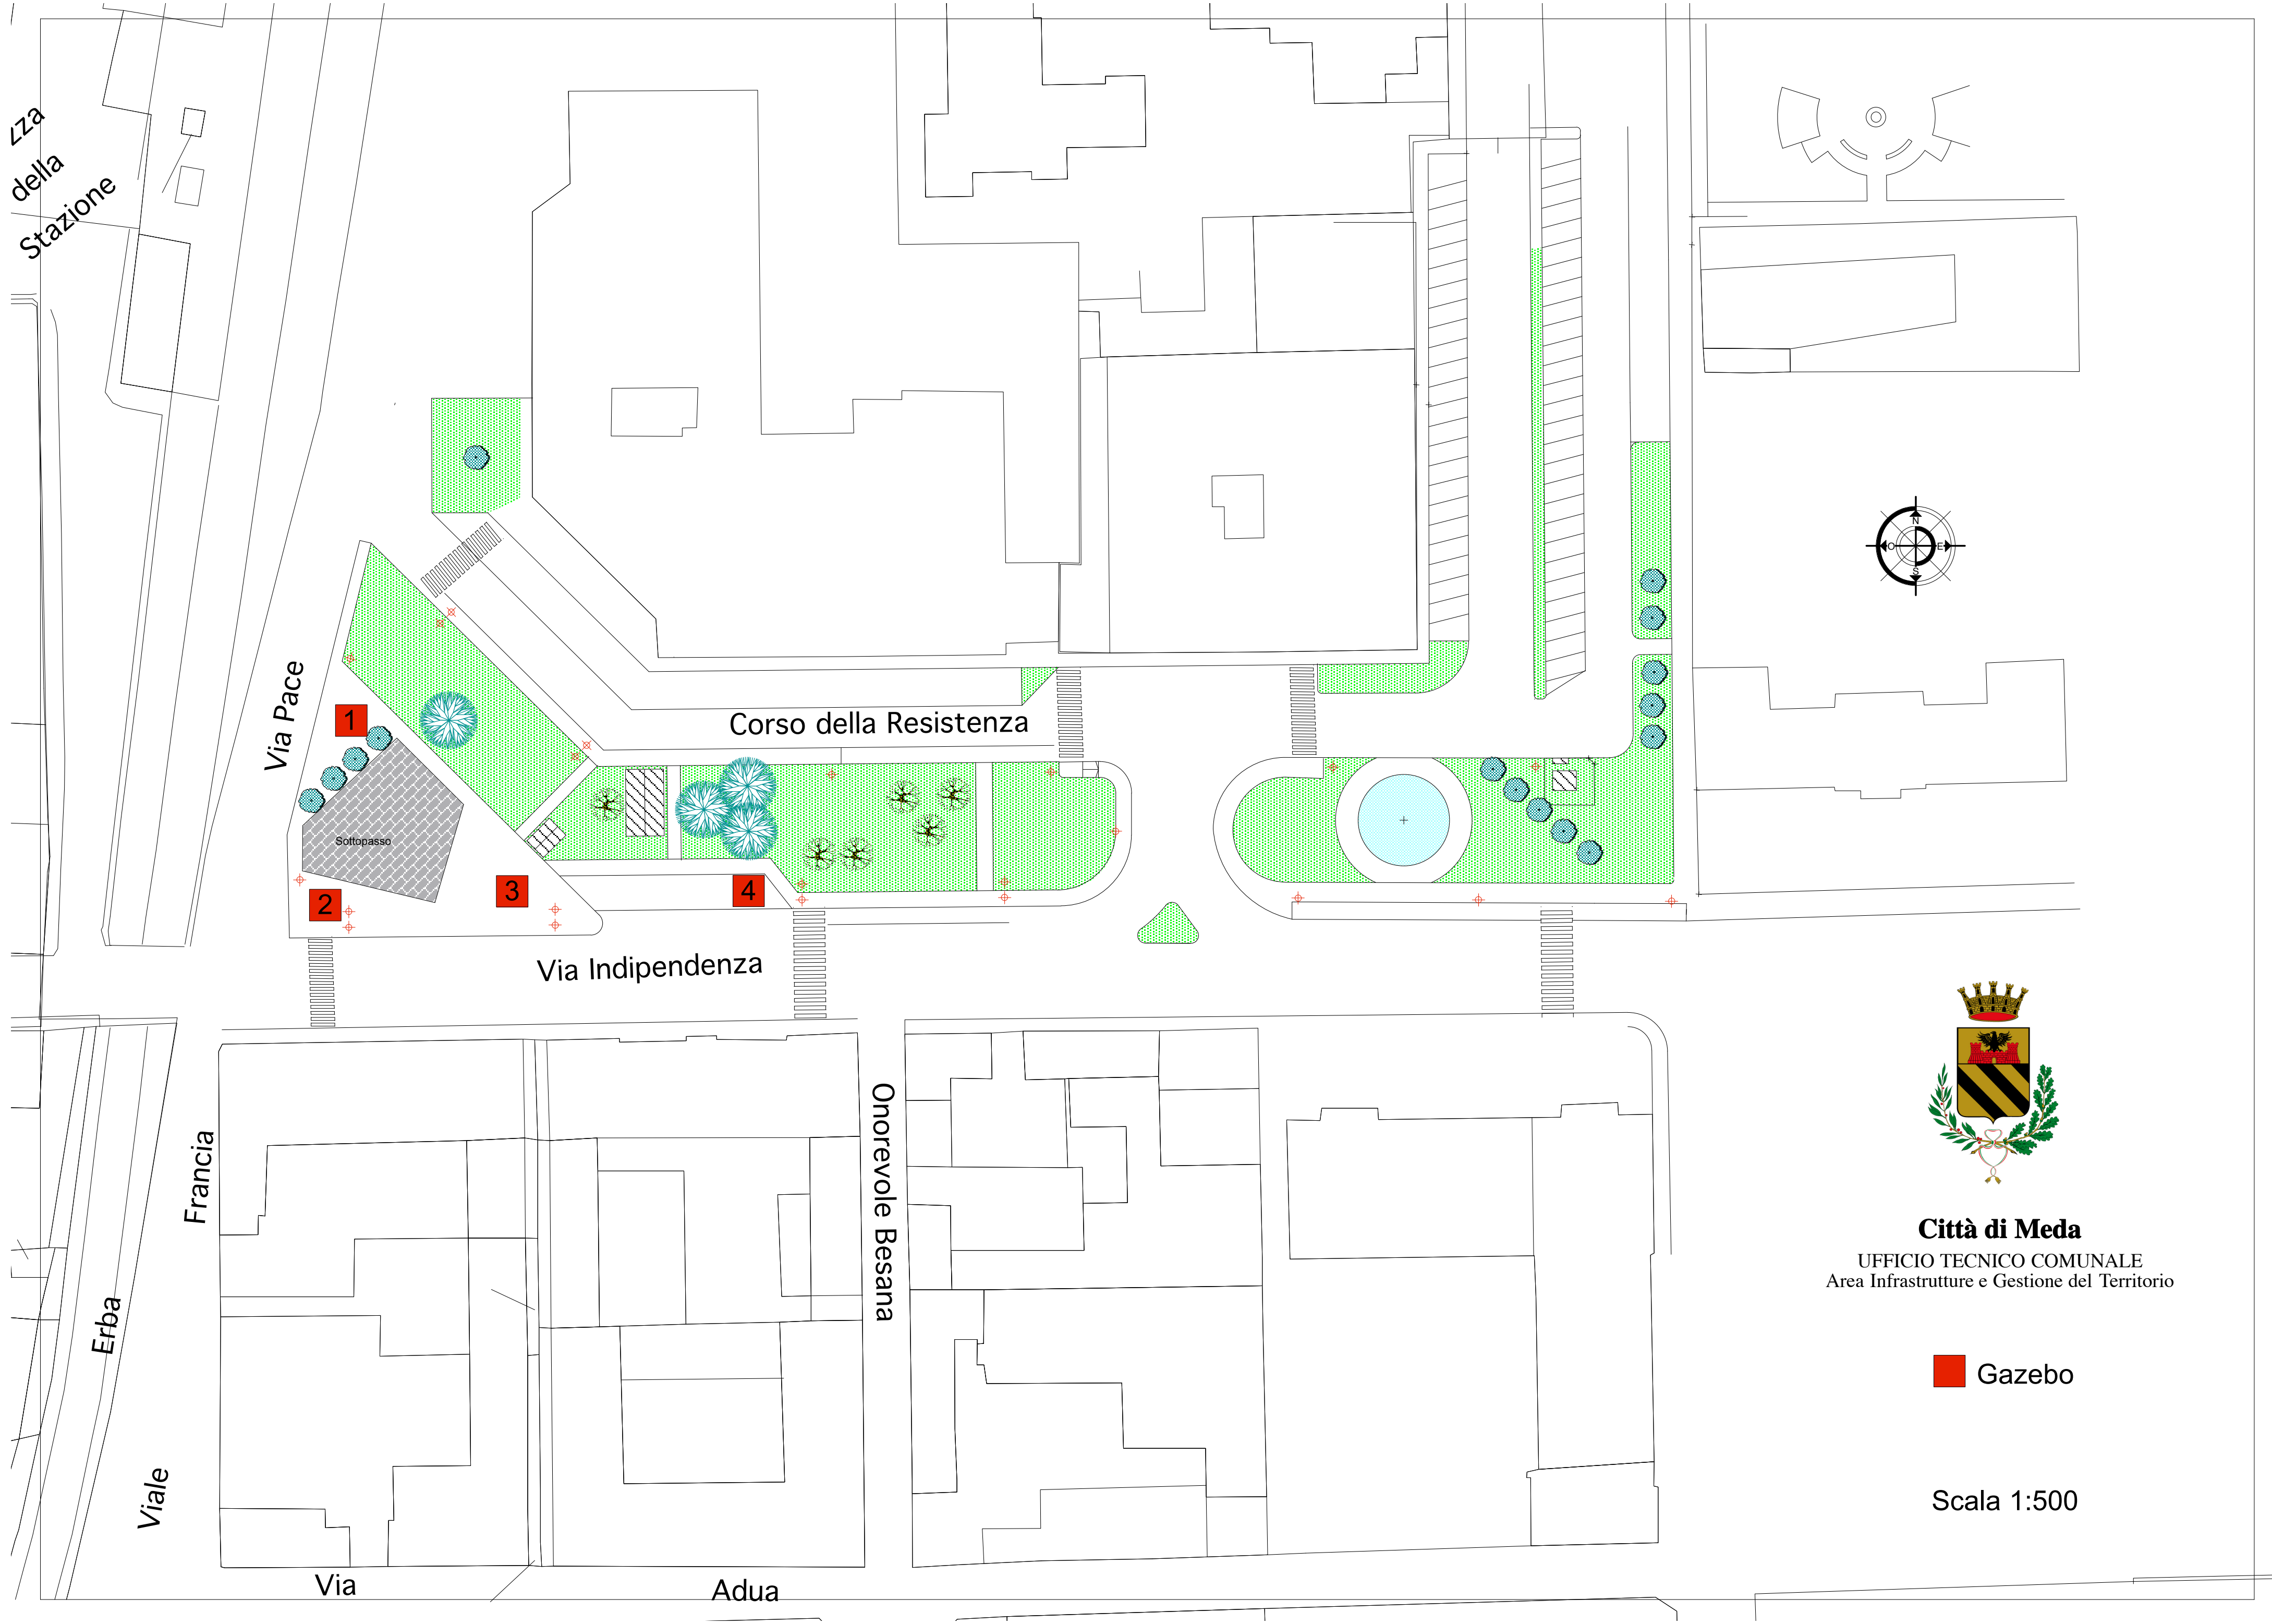 della
Stazione
N
O
E
S
Via Pace
1
Corso della Resistenza
Sottopasso
2
3
4
Via Indipendenza
Onorevole Besana
Francia
Erba
Viale
Via
Adua
Città di Meda
UFFICIO TECNICO COMUNALE
Area Infrastrutture e Gestione del Territorio
Gazebo
Scala 1:500